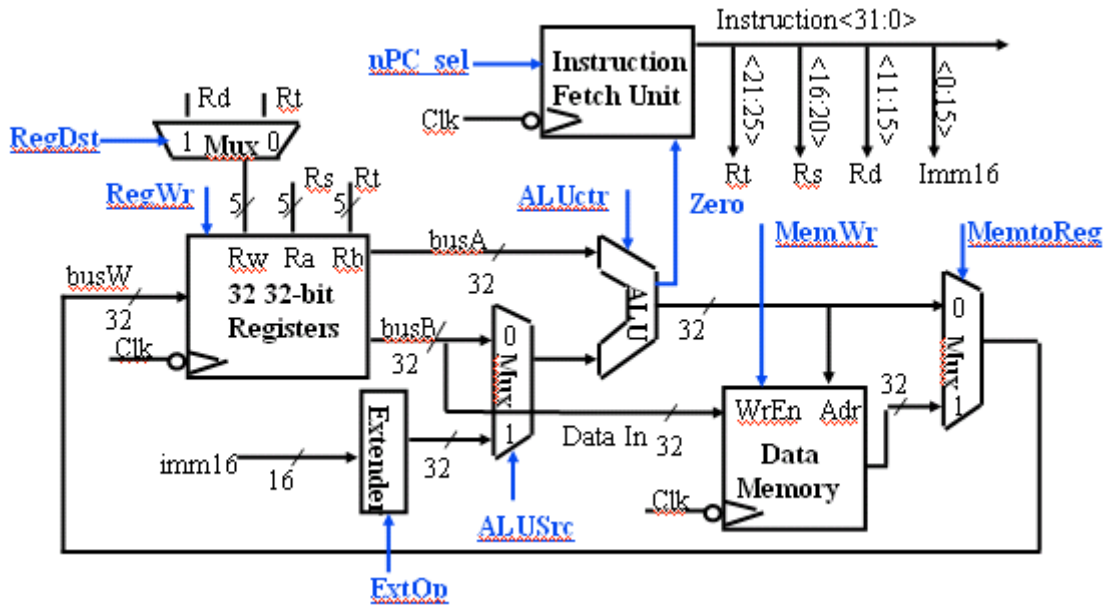 Instruction<31:0>
nPC_sel
Instruction
Fetch Unit
Clk
<21:25>
<16:20>
<11:15>
<0:15>
Rt
Rs
Rd
Imm16
Rd
Rt
RegDst
1 Mux 0
RegWr
5
5
5
Rs
Rt
ALUctr
Zero
MemWr
MemtoReg
busW
32
Rw Ra Rb
32 32-bit
Registers
Clk
busA
32
busB
32
0
Mux
1
ALU
32
0
Mux
1
WrEn Adr
Data
Memory
Clk
32
Data In
32
imm16
16
Extender
32
ALUSrc
ExtOp